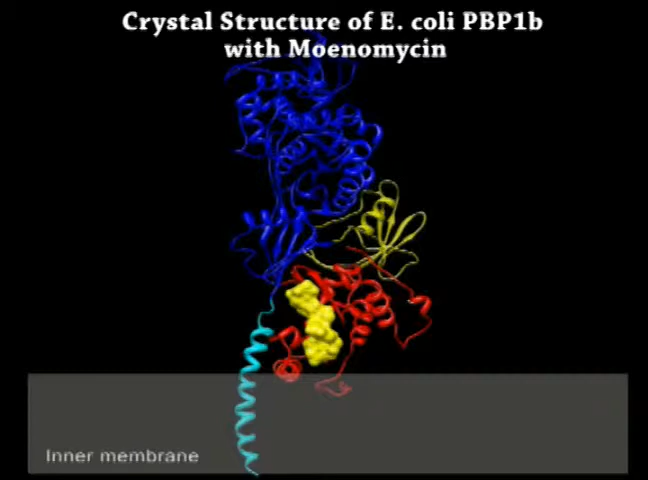 Crystal Structure of E. coli PBP1b
with Moenomycin
Inner membrane